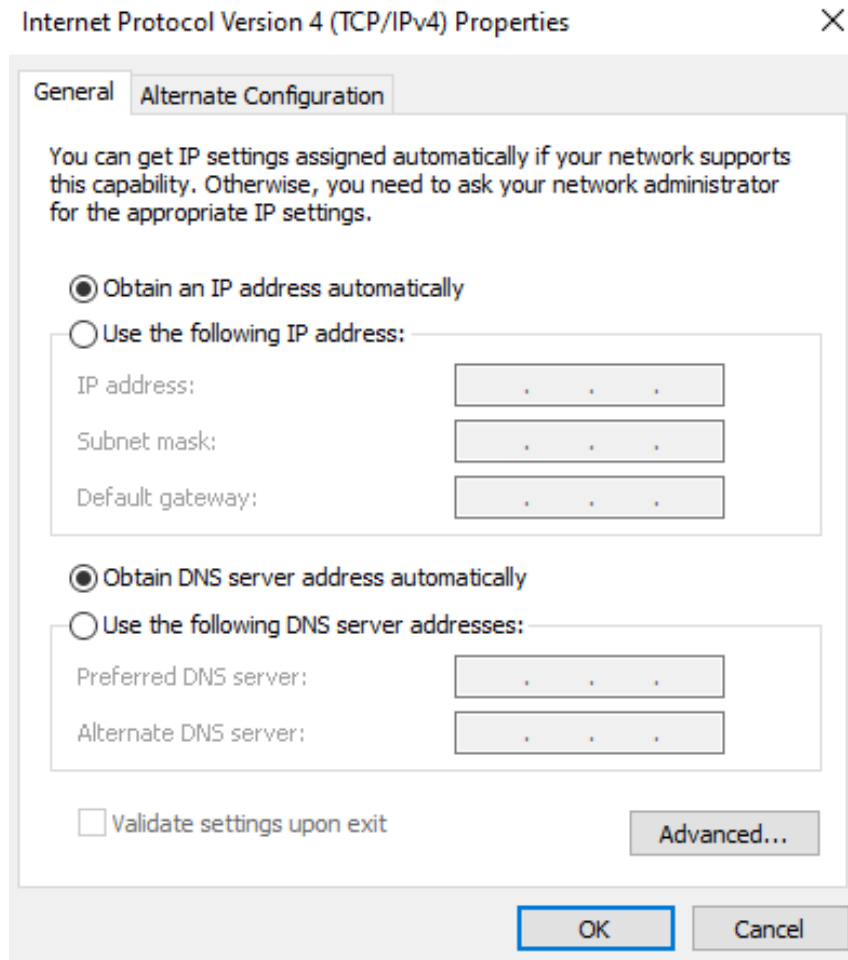 Internet Protocol Version 4 (TCP/IPv4) Properties
General
Alternate Configuration
You can get IP settings assigned automatically if your network supports
this capability. Otherwise, you need to ask your network administrator
for the appropriate IP settings.
Obtain an IP address automatically
Use the following IP address:
IP address:
. . .
Subnet mask:
. . .
Default gateway:
. . .
Obtain DNS server address automatically
Use the following DNS server addresses:
Preferred DNS server:
. . .
Alternate DNS server:
. . .
Validate settings upon exit
Advanced...
OK
Cancel